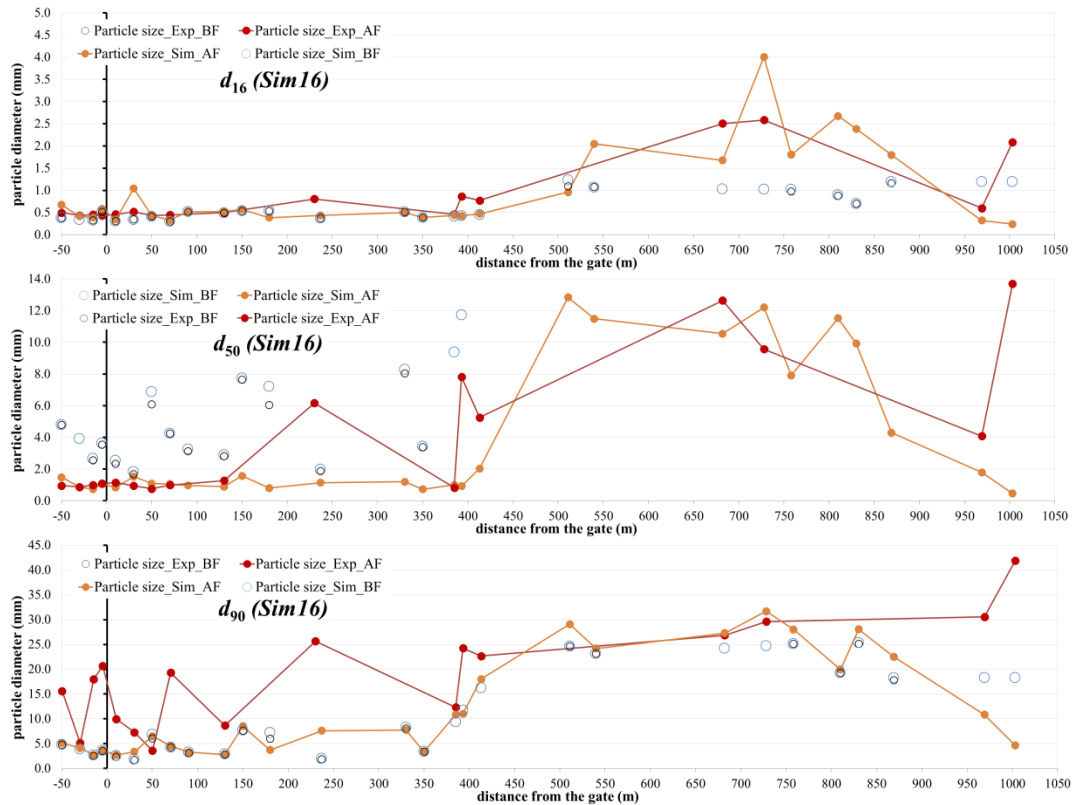 5.0
4.5
4.0
3.5
3.0
2.5
2.0
1.5
1.0
0.5
0.0
particle diameter (mm)
Particle size_Exp_BF Particle size_Exp_AF
Particle size_Sim_AF Particle size_Sim_BF
d16 (Sim16)
-50 0 50 100 150 200 250 300 350 400 450 500 550 600 650 700 750 800 850 900 950 1000 1050
distance from the gate (m)
14.0
12.0
10.0
8.0
6.0
4.0
2.0
0.0
particle diameter (mm)
Particle size_Sim_BF Particle size_Sim_AF
Particle size_Exp_BF Particle size_Exp_AF
d50 (Sim16)
-50 0 50 100 150 200 250 300 350 400 450 500 550 600 650 700 750 800 850 900 950 1000 1050
distance from the gate (m)
45.0
40.0
35.0
30.0
25.0
20.0
15.0
10.0
5.0
0.0
particle diameter (mm)
Particle size_Exp_BF Particle size_Exp_AF
Particle size_Sim_AF Particle size_Sim_BF
d90 (Sim16)
-50 0 50 100 150 200 250 300 350 400 450 500 550 600 650 700 750 800 850 900 950 1000 1050
distance from the gate (m)